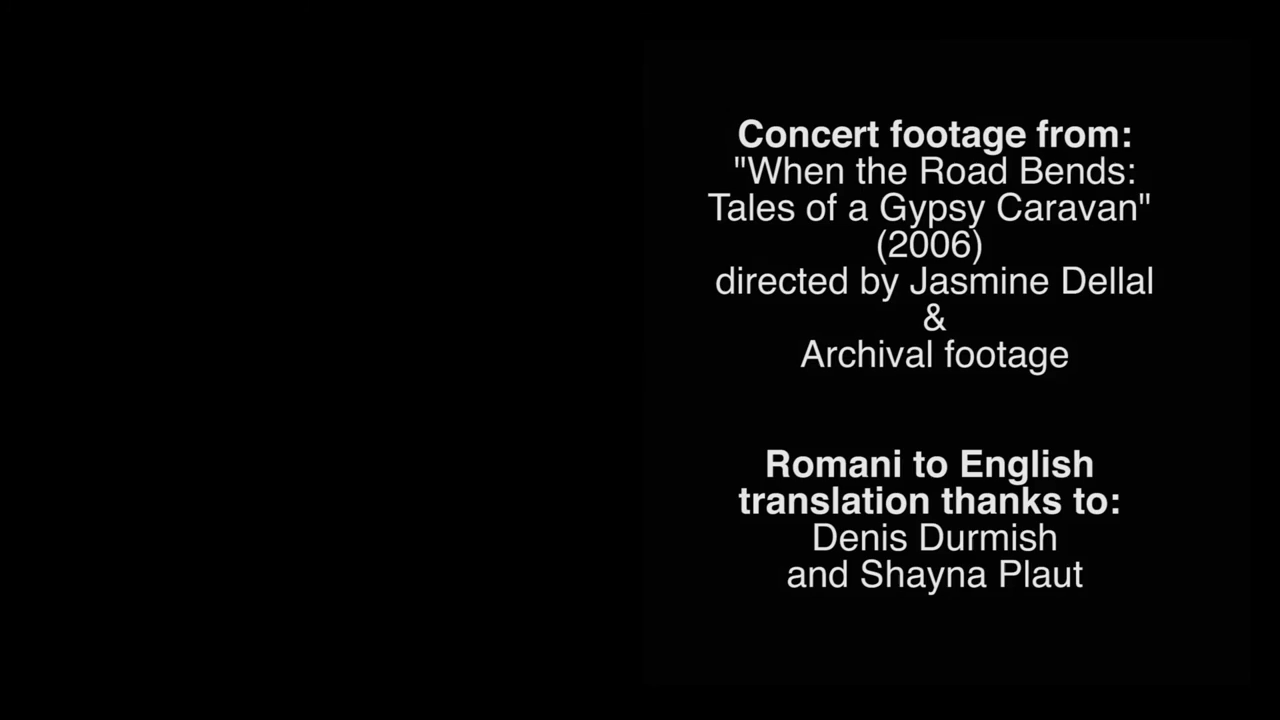 Concert footage from:
"When the Road Bends:
Tales of a Gypsy Caravan"
(2006)
directed by Jasmine Dellal
&
Archival footage
Romani to English
translation thanks to:
Denis Durmish
and Shayna Plaut